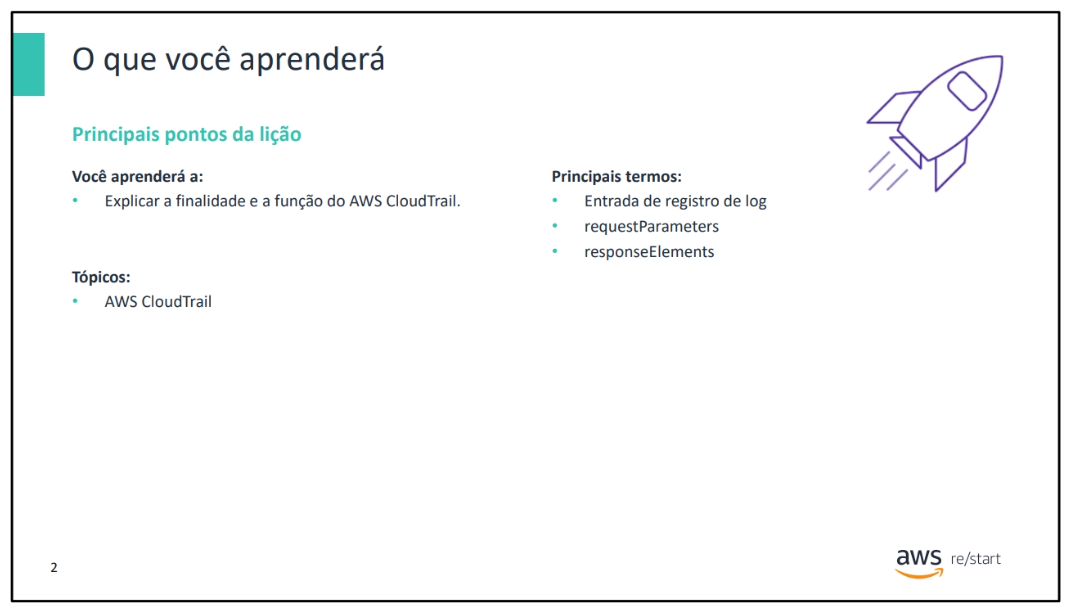 O que você aprenderá
Principais pontos da lição
Você aprenderá a:
• Explicar a finalidade e a função do AWS CloudTrail.
Tópicos:
• AWS CloudTrail
Principais termos:
• Entrada de registro de log
• requestParameters
• responseElements
2
aws re/start